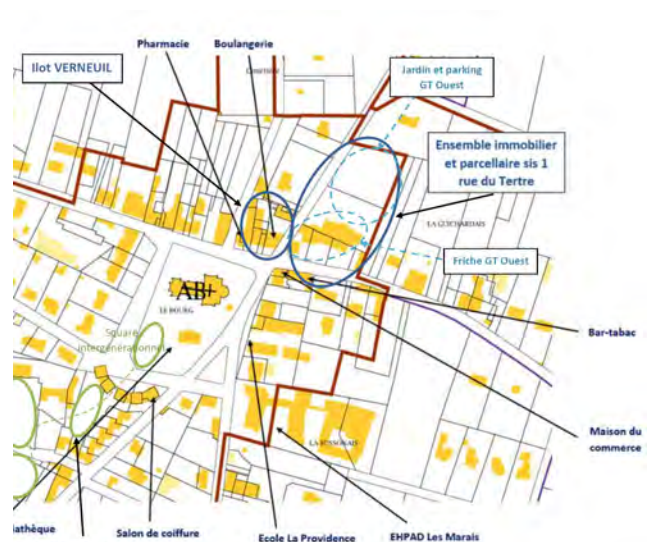 Pharmacie
Boulangerie
Ilot VERNEUIL
Jardin et parking
GT Ouest
Cimetière
Ensemble immobilier
et parcellaire sis 1
rue du Tertre
LA GUICHARDAIS
Friche GT Ouest
AB+
LE BOURG
Square
intergénérationnel
Bar-tabac
Maison du
commerce
iathèque
Salon de coiffure
Ecole La Providence
EHPAD Les Marais